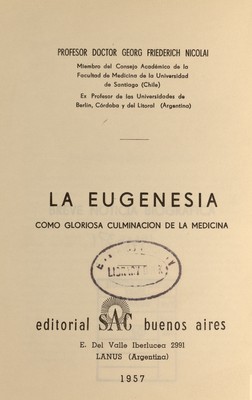 PROFESOR DOCTOR GEORG FRIEDERICH NICOLAI
Miembro del Consejo Académico de la
Facultad de Medicina de la Universidad
de Santiago (Chile)
Ex Profesor de las Universidades de
Berlín, Córdoba y del Litoral (Argentina)
LA EUGENESIA
COMO GLORIOSA CULMINACION DE LA MEDICINA
editorial SAG buenos aires
E. Del Valle Iberlucea 2991
LANUS (Argentina)
1957